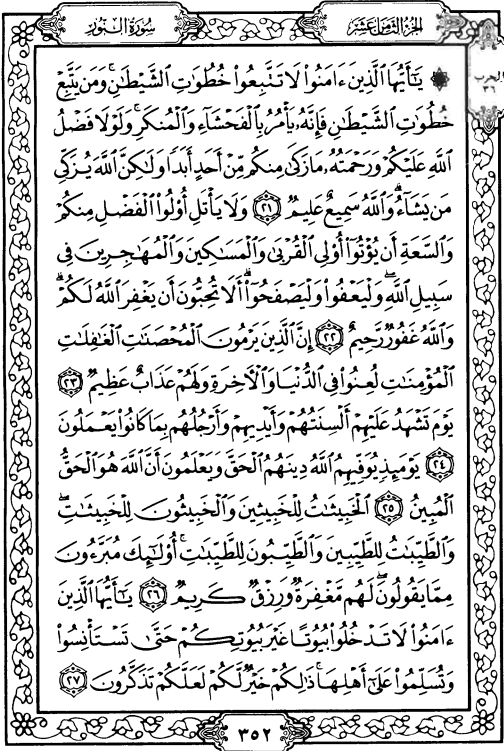 الجزء الثامن عشر
سورة النور
الحزب
٣٦
يَٰٓأَيُّهَا ٱلَّذِينَ ءَامَنُوا۟ لَا تَتَّبِعُوا۟ خُطُوَٰتِ ٱلشَّيْطَٰنِ ۚ وَمَن يَتَّبِعْ
خُطُوَٰتِ ٱلشَّيْطَٰنِ فَإِنَّهُۥ يَأْمُرُ بِٱلْفَحْشَآءِ وَٱلْمُنكَرِ ۚ وَلَوْلَا فَضْلُ
ٱللَّهِ عَلَيْكُمْ وَرَحْمَتُهُۥ مَا زَكَىٰ مِنكُم مِّنْ أَحَدٍ أَبَدًا وَلَٰكِنَّ ٱللَّهَ يُزَكِّى
مَن يَشَآءُ ۗ وَٱللَّهُ سَمِيعٌ عَلِيمٌ ٢١ وَلَا يَأْتَلِ أُو۟لُوا۟ ٱلْفَضْلِ مِنكُمْ
وَٱلسَّعَةِ أَن يُؤْتُوٓا۟ أُو۟لِى ٱلْقُرْبَىٰ وَٱلْمَسَٰكِينَ وَٱلْمُهَٰجِرِينَ فِى
سَبِيلِ ٱللَّهِ ۖ وَلْيَعْفُوا۟ وَلْيَصْفَحُوٓا۟ ۗ أَلَا تُحِبُّونَ أَن يَغْفِرَ ٱللَّهُ لَكُمْ ۗ
وَٱللَّهُ غَفُورٌ رَّحِيمٌ ٢٢ إِنَّ ٱلَّذِينَ يَرْمُونَ ٱلْمُحْصَنَٰتِ ٱلْغَٰفِلَٰتِ
ٱلْمُؤْمِنَٰتِ لُعِنُوا۟ فِى ٱلدُّنْيَا وَٱلْءَاخِرَةِ وَلَهُمْ عَذَابٌ عَظِيمٌ ٢٣
يَوْمَ تَشْهَدُ عَلَيْهِمْ أَلْسِنَتُهُمْ وَأَيْدِيهِمْ وَأَرْجُلُهُم بِمَا كَانُوا۟ يَعْمَلُونَ
٢٤ يَوْمَئِذٍ يُوَفِّيهِمُ ٱللَّهُ دِينَهُمُ ٱلْحَقَّ وَيَعْلَمُونَ أَنَّ ٱللَّهَ هُوَ ٱلْحَقُّ
ٱلْمُبِينُ ٢٥ ٱلْخَبِيثَٰتُ لِلْخَبِيثِينَ وَٱلْخَبِيثُونَ لِلْخَبِيثَٰتِ ۖ
وَٱلطَّيِّبَٰتُ لِلطَّيِّبِينَ وَٱلطَّيِّبُونَ لِلطَّيِّبَٰتِ ۚ أُو۟لَٰٓئِكَ مُبَرَّءُونَ
مِمَّا يَقُولُونَ ۖ لَهُم مَّغْفِرَةٌ وَرِزْقٌ كَرِيمٌ ٢٦ يَٰٓأَيُّهَا ٱلَّذِينَ
ءَامَنُوا۟ لَا تَدْخُلُوا۟ بُيُوتًا غَيْرَ بُيُوتِكُمْ حَتَّىٰ تَسْتَأْنِسُوا۟
وَتُسَلِّمُوا۟ عَلَىٰٓ أَهْلِهَا ۚ ذَٰلِكُمْ خَيْرٌ لَّكُمْ لَعَلَّكُمْ تَذَكَّرُونَ ٢٧
٣٥٢